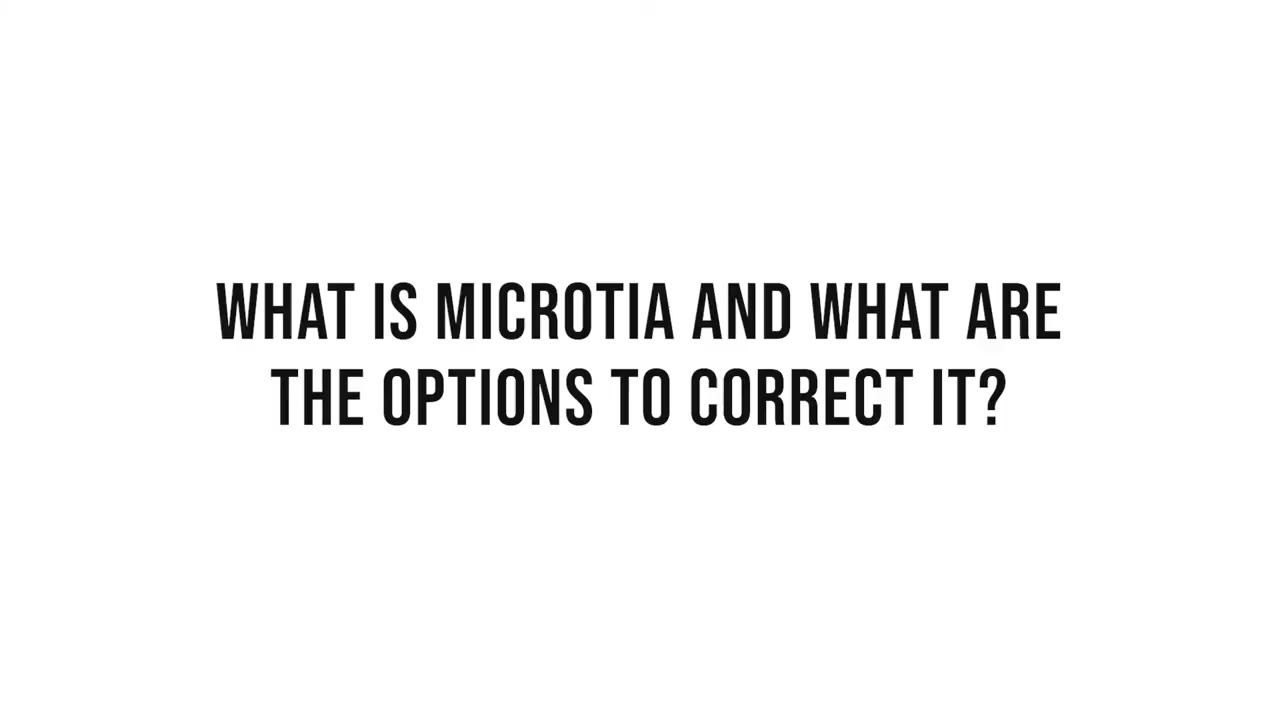 WHAT IS MICROTIA AND WHAT ARE
THE OPTIONS TO CORRECT IT?